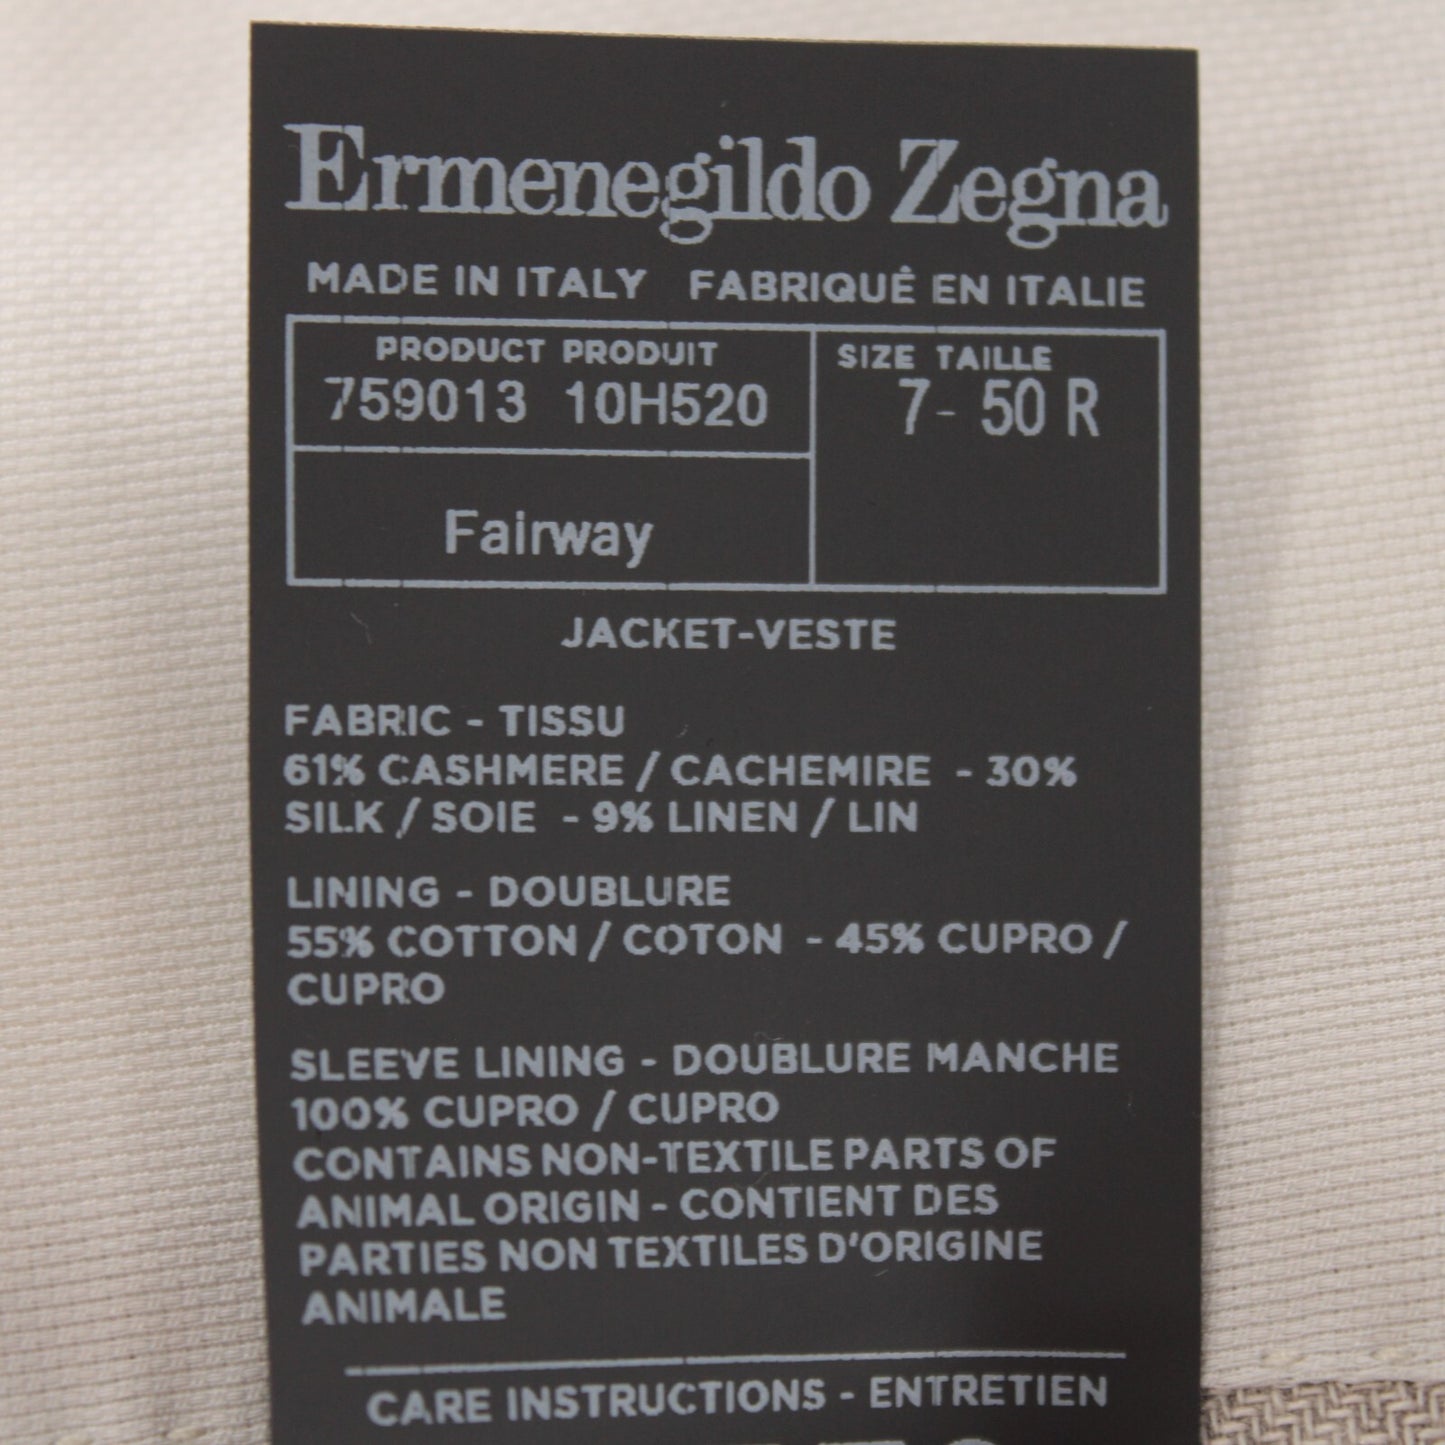 Ermenegildo Zegna
MADE IN ITALY FABRIQUÉ EN ITALIE
PRODUCT PRODUIT
759013 10H520
SIZE TAILLE
7- 50 R
Fairway
JACKET-VESTE
FABRIC - TISSU
61% CASHMERE / CACHEMIRE - 30%
SILK / SOIE - 9% LINEN / LIN
LINING - DOUBLURE
55% COTTON / COTON - 45% CUPRO /
CUPRO
SLEEVE LINING - DOUBLURE MANCHE
100% CUPRO / CUPRO
CONTAINS NON-TEXTILE PARTS OF
ANIMAL ORIGIN - CONTIENT DES
PARTIES NON TEXTILES D'ORIGINE
ANIMALE
CARE INSTRUCTIONS - ENTRETIEN